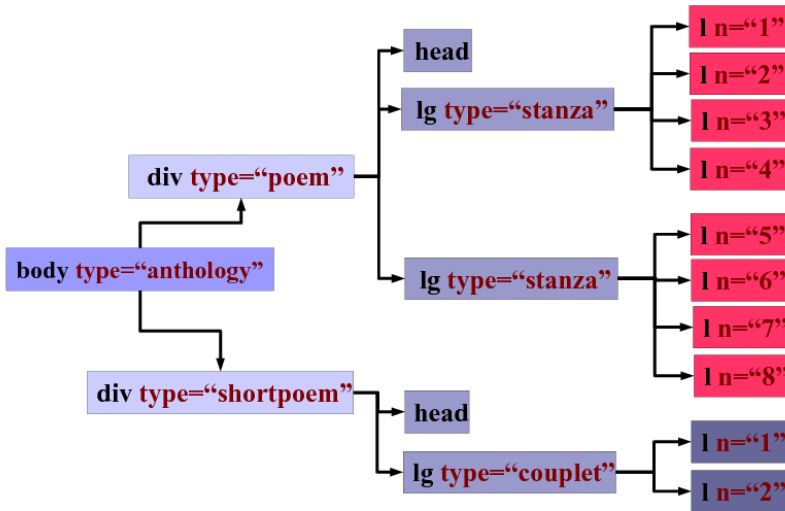 l n=“1”
head
l n=“2”
lg type=“stanza”
l n=“3”
l n=“4”
div type=“poem”
l n=“5”
body type=“anthology”
lg type=“stanza”
l n=“6”
l n=“7”
l n=“8”
div type=“shortpoem”
head
l n=“1”
lg type=“couplet”
l n=“2”